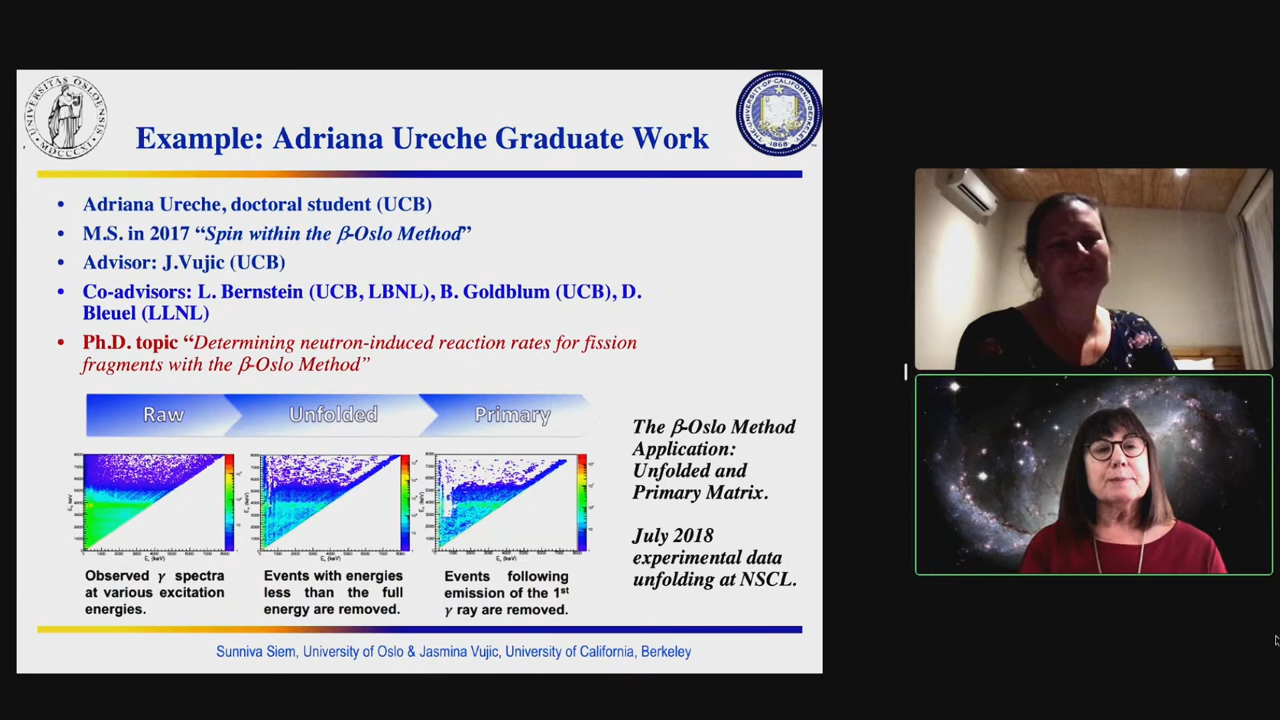 Example: Adriana Ureche Graduate Work
• Adriana Ureche, doctoral student (UCB)
• M.S. in 2017 “Spin within the β-Oslo Method”
• Advisor: J.Vujic (UCB)
• Co-advisors: L. Bernstein (UCB, LBNL), B. Goldblum (UCB), D.
Bleuel (LLNL)
• Ph.D. topic “Determining neutron-induced reaction rates for fission
fragments with the β-Oslo Method”
Raw
Unfolded
Primary
Observed γ spectra
at various excitation
energies.
Events with energies
less than the full
energy are removed.
Events following
emission of the 1st
γ ray are removed.
The β-Oslo Method
Application:
Unfolded and
Primary Matrix.
July 2018
experimental data
unfolding at NSCL.
Sunniva Siem, University of Oslo & Jasmina Vujic, University of California, Berkeley